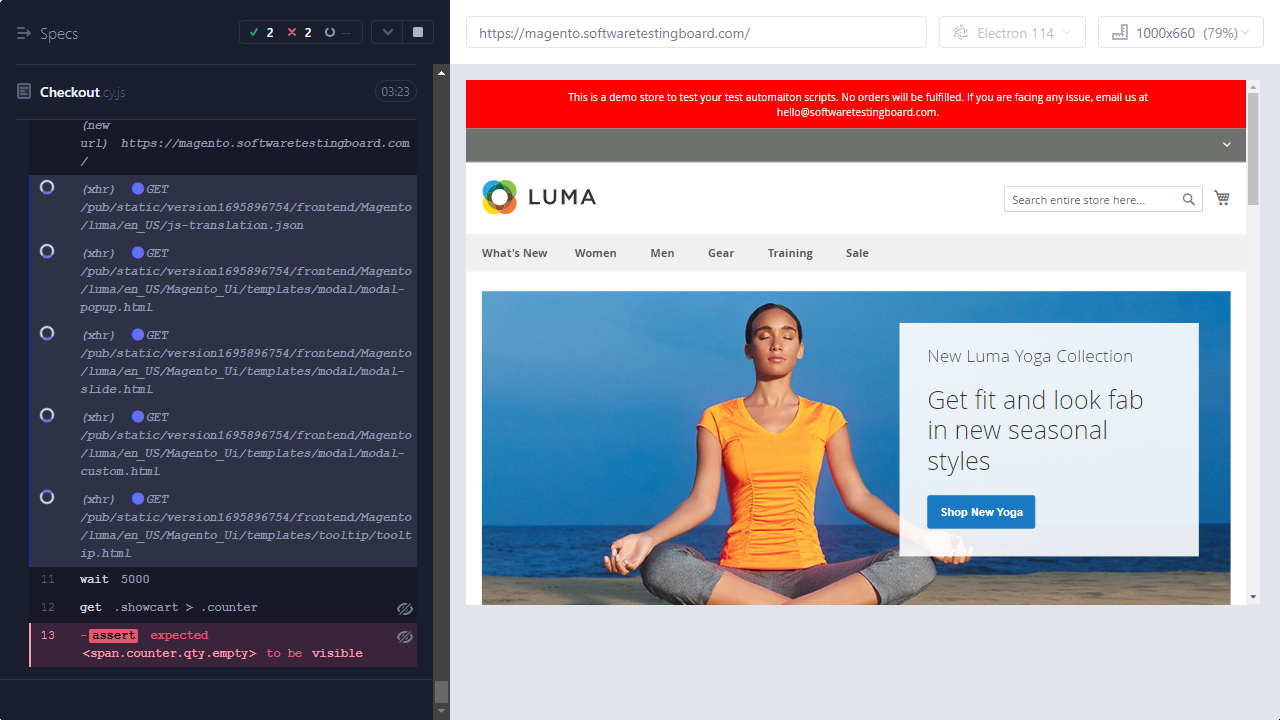 Specs
2
2
--
Checkout cy.js
03:23
(new
url) https://magento.softwaretestingboard.com
/
(xhr) GET
/pub/static/version1695896754/frontend/Magento
/luma/en_US/js-translation.json
(xhr) GET
/pub/static/version1695896754/frontend/Magento
/luma/en_US/Magento_Ui/templates/modal/modal-
popup.html
(xhr) GET
/pub/static/version1695896754/frontend/Magento
/luma/en_US/Magento_Ui/templates/modal/modal-
slide.html
(xhr) GET
/pub/static/version1695896754/frontend/Magento
/luma/en_US/Magento_Ui/templates/modal/modal-
custom.html
(xhr) GET
/pub/static/version1695896754/frontend/Magento
/luma/en_US/Magento_Ui/templates/tooltip/toolt
ip.html
11 wait 5000
12 get .showcart > .counter
13 -assert expected
<span.counter.qty.empty> to be visible
https://magento.softwaretestingboard.com/
Electron 114
1000x660 (79%)
This is a demo store to test your test automaiton scripts. No orders will be fulfilled. If you are facing any issue, email us at
hello@softwaretestingboard.com.
LUMA
Search entire store here...
What's New Women Men Gear Training Sale
New Luma Yoga Collection
Get fit and look fab
in new seasonal
styles
Shop New Yoga